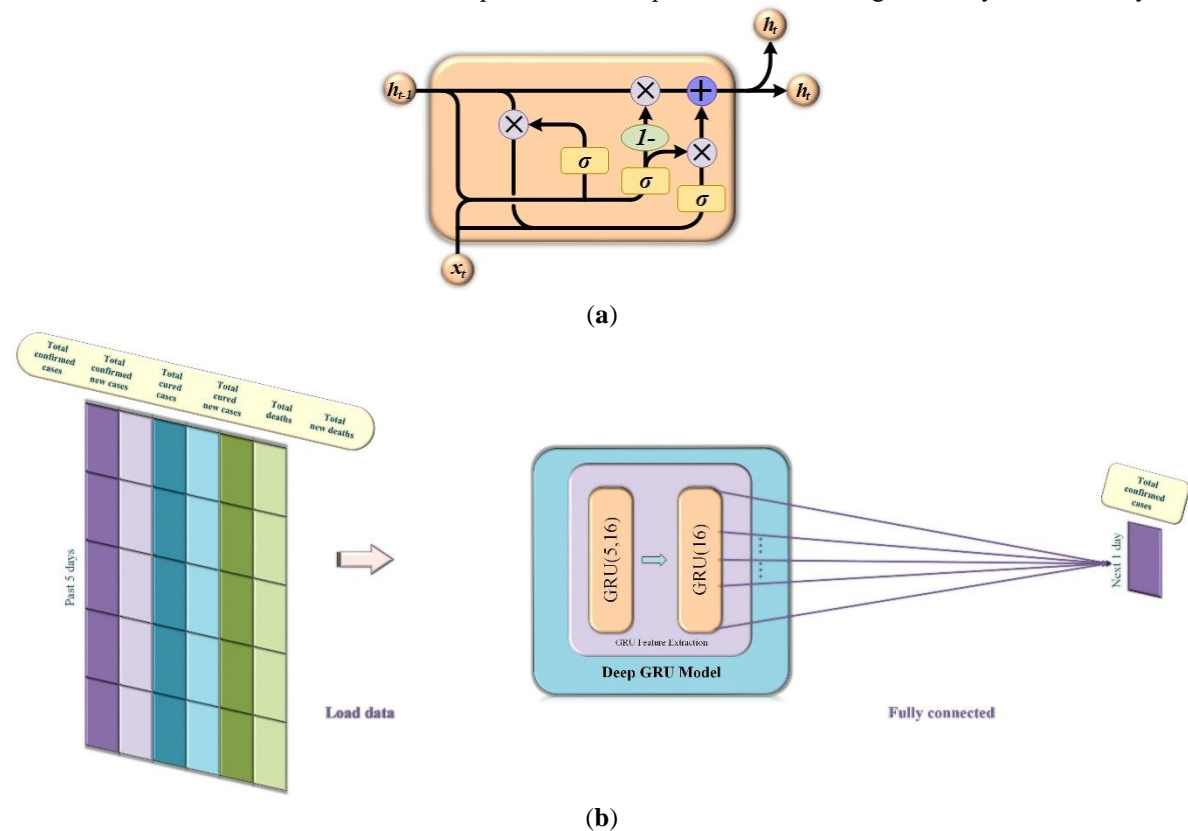 h_t
h_{t-1}
×
+
h_t
×
1-
σ
σ
×
σ
x_t
(a)
Total
confirmed
cases
Total
confirmed
new cases
Total
cured
cases
Total
cured
new cases
Total
deaths
Total
new deaths
Past 5 days
Load data
GRU(5,16)
GRU(16)
GRU Feature Extraction
Deep GRU Model
Fully connected
Total
confirmed
cases
Next 1 day
(b)